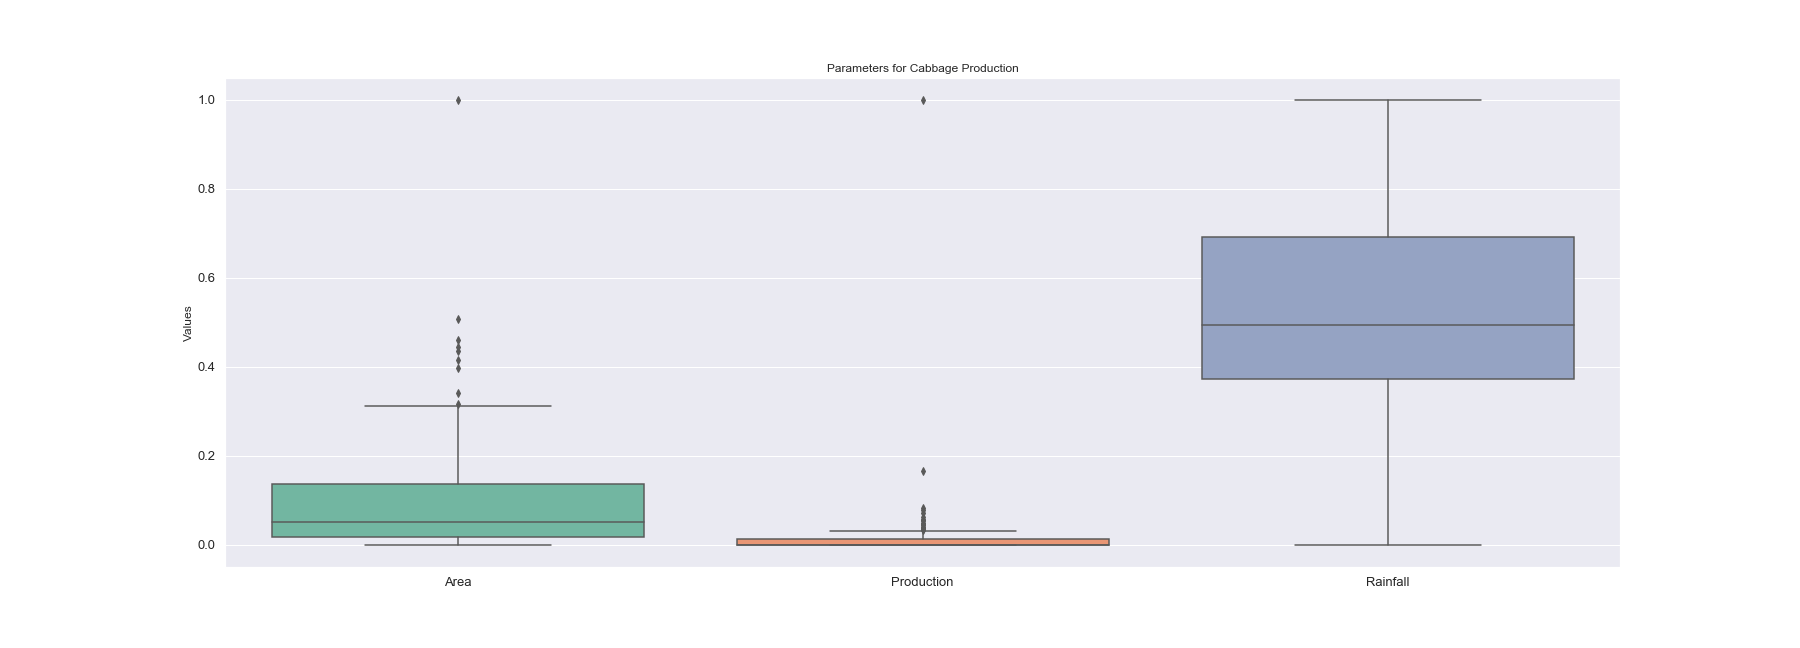 Parameters for Cabbage Production
1.0
0.8
0.6
0.4
0.2
0.0
Values
Area
Production
Rainfall